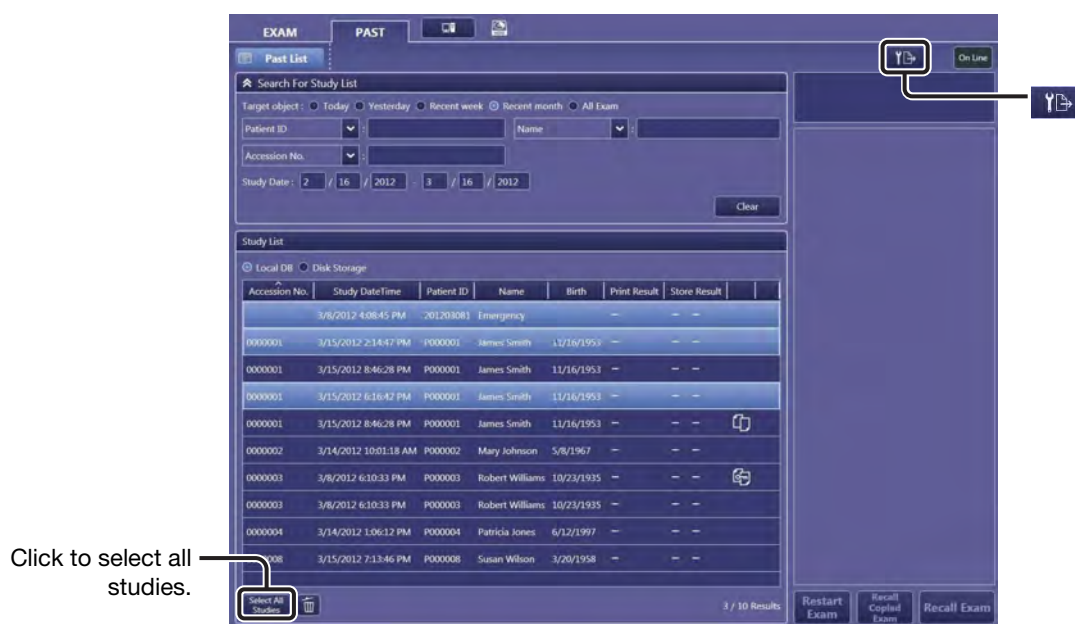 EXAM PAST
Past List On Line
Search For Study List
Target object : Today Yesterday Recent week Recent month All Exam
Patient ID : Name :
Accession No. :
Study Date : 2 / 16 / 2012 - 3 / 16 / 2012
Clear
Study List
Local DB Disk Storage
Accession No. Study DateTime Patient ID Name Birth Print Result Store Result
3/8/2012 4:08:45 PM 201203081 Emergency - - -
0000001 3/15/2012 2:14:47 PM P000001 James Smith 11/16/1953 - - -
0000001 3/15/2012 8:46:28 PM P000001 James Smith 11/16/1953 - - -
0000001 3/15/2012 6:16:42 PM P000001 James Smith 11/16/1953 - - -
0000001 3/15/2012 8:46:28 PM P000001 James Smith 11/16/1953 - - -
0000002 3/14/2012 10:01:18 AM P000002 Mary Johnson 5/8/1967 - - -
0000003 3/8/2012 6:10:33 PM P000003 Robert Williams 10/23/1935 - - -
0000003 3/8/2012 6:10:33 PM P000003 Robert Williams 10/23/1935 - - -
0000004 3/14/2012 1:06:12 PM P000004 Patricia Jones 6/12/1997 - - -
3/15/2012 7:13:46 PM P000008 Susan Wilson 3/20/1958 - - -
Click to select all
studies.
Select All
Studies
3 / 10 Results
Restart
Exam
Recall
Copied
Exam
Recall Exam